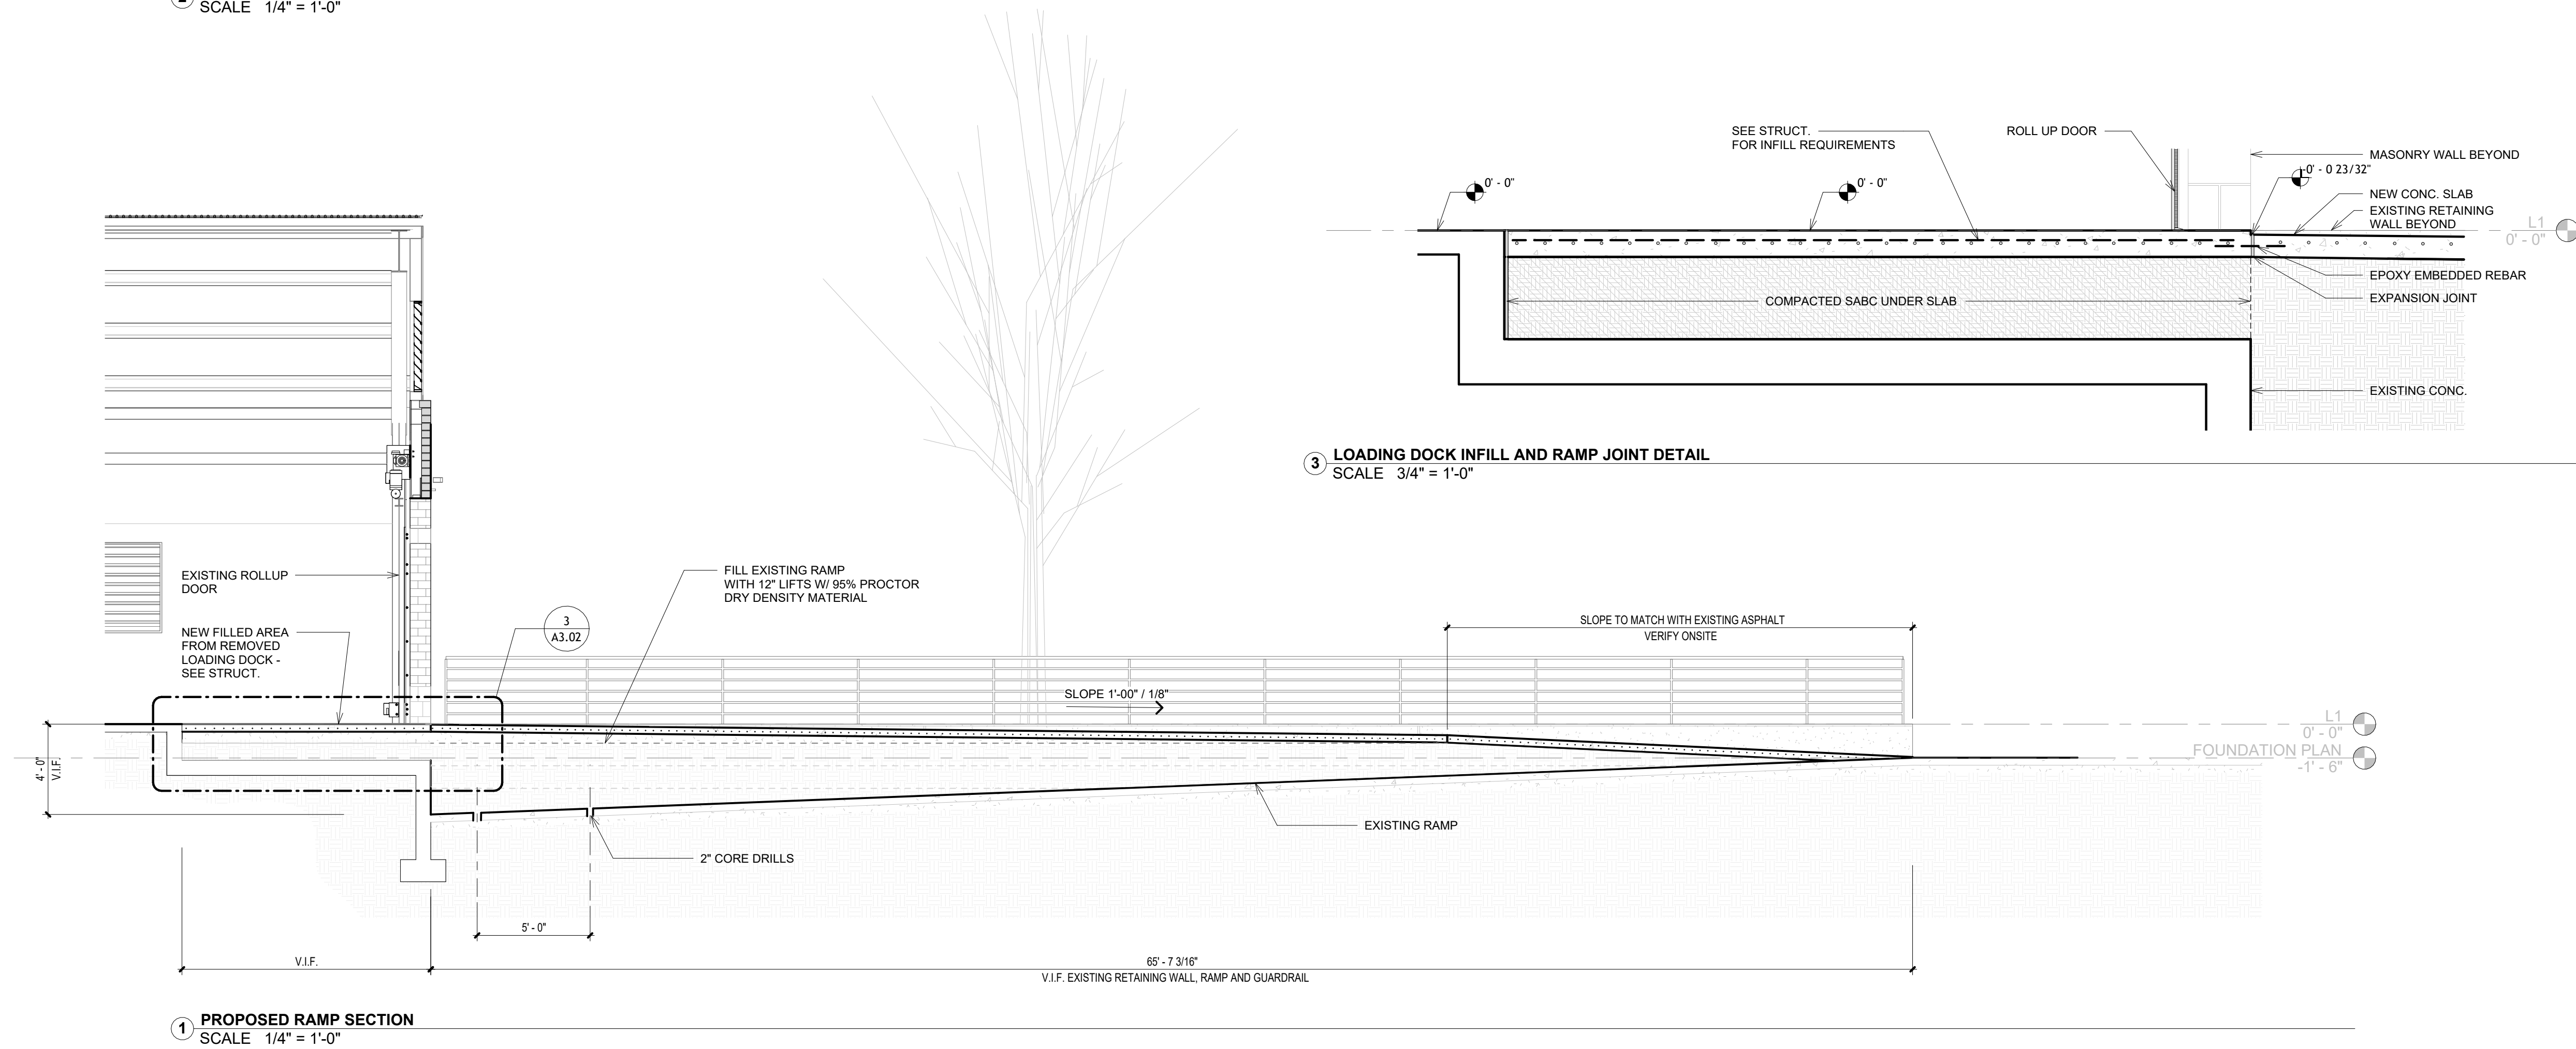 2
SCALE 1/4" = 1'-0"
SEE STRUCT.
FOR INFILL REQUIREMENTS
ROLL UP DOOR
MASONRY WALL BEYOND
-0' - 0 23/32"
0' - 0"
0' - 0"
NEW CONC. SLAB
EXISTING RETAINING
WALL BEYOND
L1
0' - 0"
EPOXY EMBEDDED REBAR
EXPANSION JOINT
COMPACTED SABC UNDER SLAB
EXISTING CONC.
3 LOADING DOCK INFILL AND RAMP JOINT DETAIL
SCALE 3/4" = 1'-0"
EXISTING ROLLUP
DOOR
FILL EXISTING RAMP
WITH 12" LIFTS W/ 95% PROCTOR
DRY DENSITY MATERIAL
NEW FILLED AREA
FROM REMOVED
LOADING DOCK -
SEE STRUCT.
3
A3.02
SLOPE TO MATCH WITH EXISTING ASPHALT
VERIFY ONSITE
SLOPE 1'-00" / 1/8"
L1
0' - 0"
FOUNDATION PLAN
-1' - 6"
4' - 0"
V.I.F.
EXISTING RAMP
2" CORE DRILLS
5' - 0"
V.I.F.
65' - 7 3/16"
V.I.F. EXISTING RETAINING WALL, RAMP AND GUARDRAIL
1 PROPOSED RAMP SECTION
SCALE 1/4" = 1'-0"